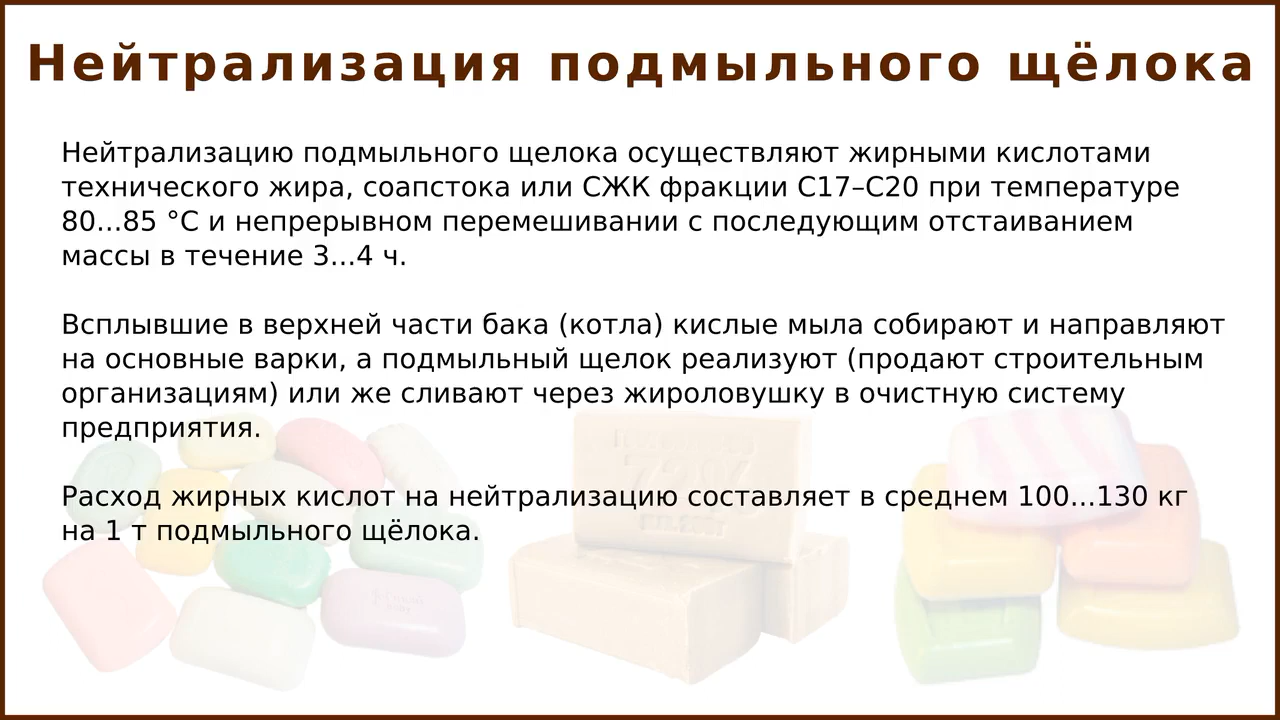 Нейтрализация подмыльного щёлока
Нейтрализацию подмыльного щелока осуществляют жирными кислотами
технического жира, соапстока или СЖК фракции С17–С20 при температуре
80...85 °С и непрерывном перемешивании с последующим отстаиванием
массы в течение 3...4 ч.
Всплывшие в верхней части бака (котла) кислые мыла собирают и направляют
на основные варки, а подмыльный щелок реализуют (продают строительным
организациям) или же сливают через жироловушку в очистную систему
предприятия.
72%
Расход жирных кислот на нейтрализацию составляет в среднем 100...130 кг
на 1 т подмыльного щёлока.